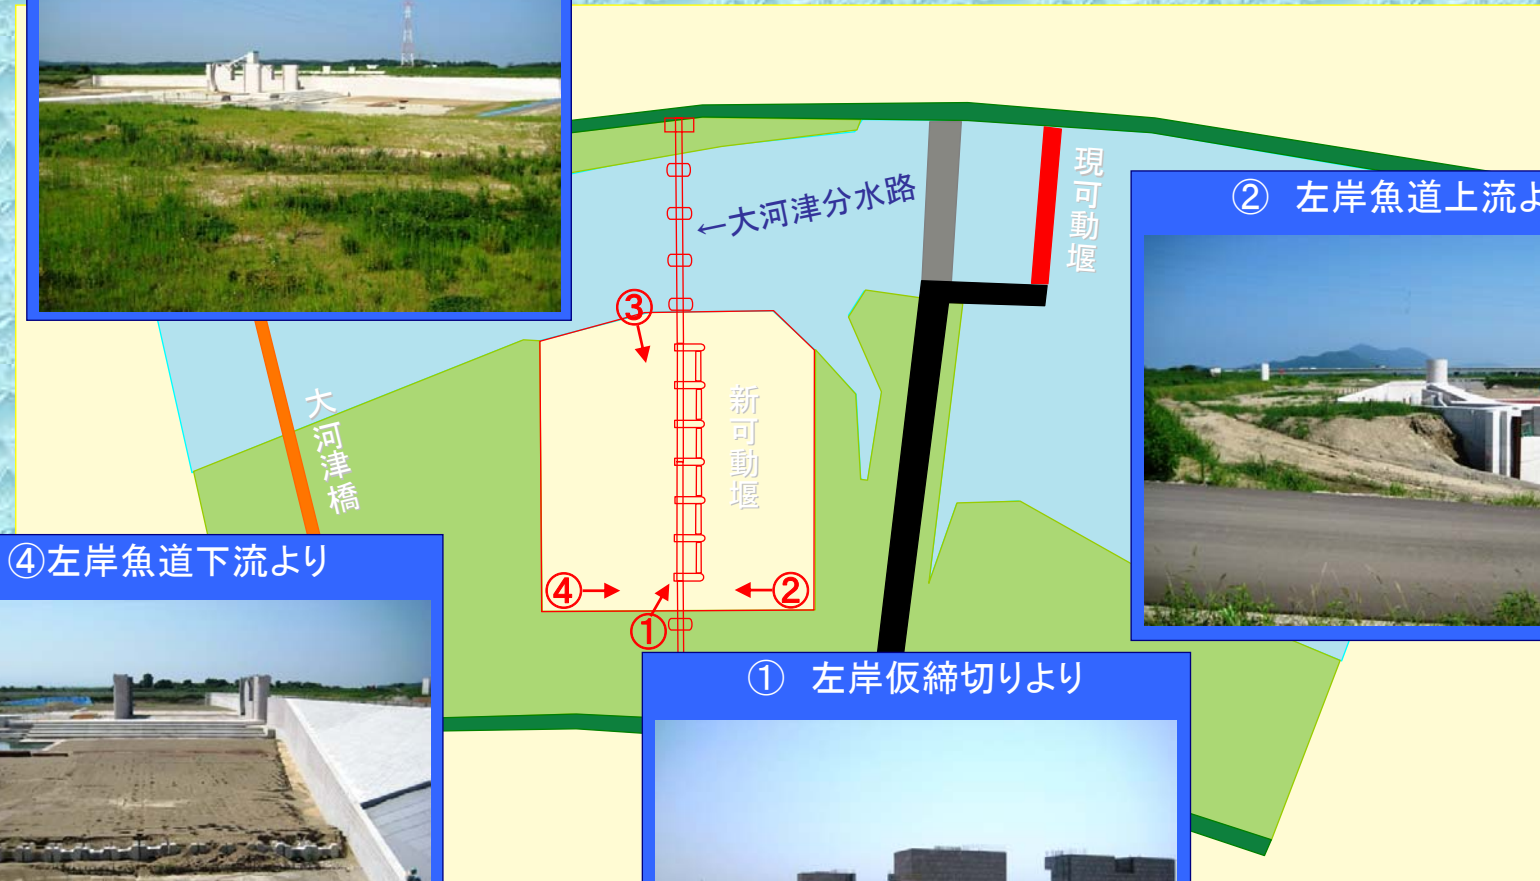 現可動堰
② 左岸魚道上流よ
←大河津分水路
③
大河津橋
新可動堰
④左岸魚道下流より
④
②
①
① 左岸仮締切りより